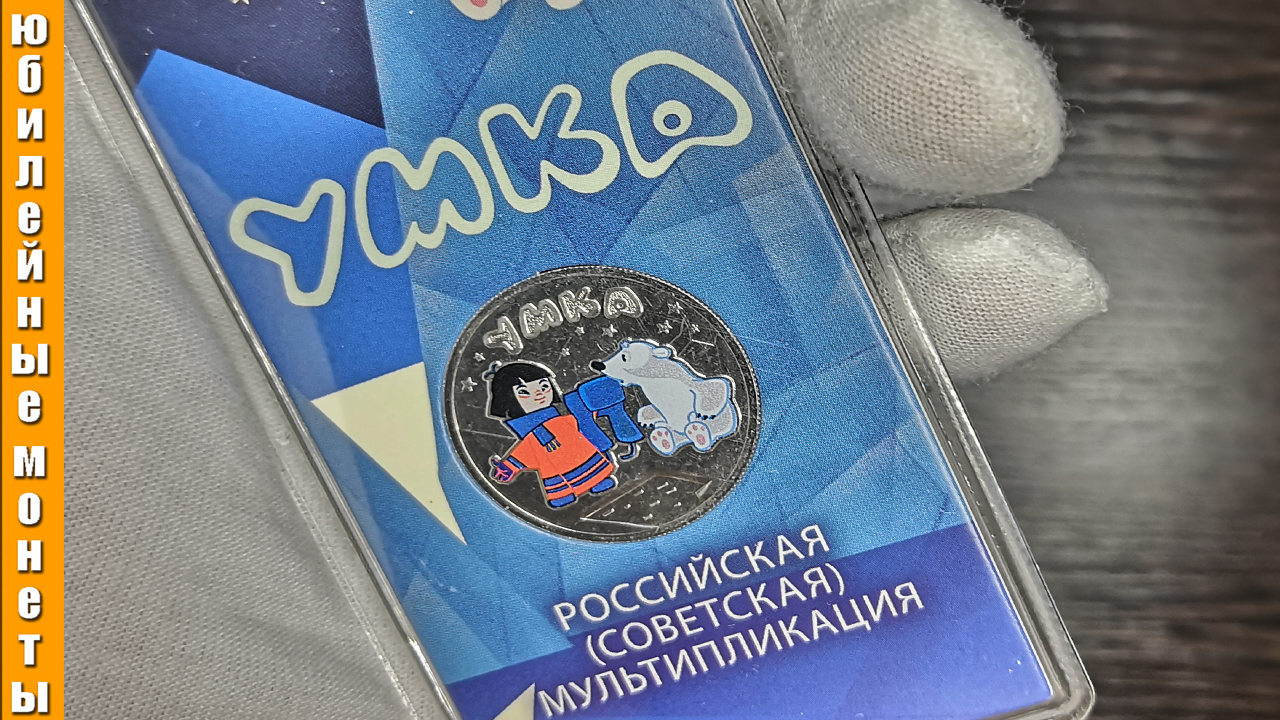 Юбилейные монеты
УМКА
УМКА
РОССИЙСКАЯ
(СОВЕТСКАЯ)
МУЛЬТИПЛИКАЦИЯ